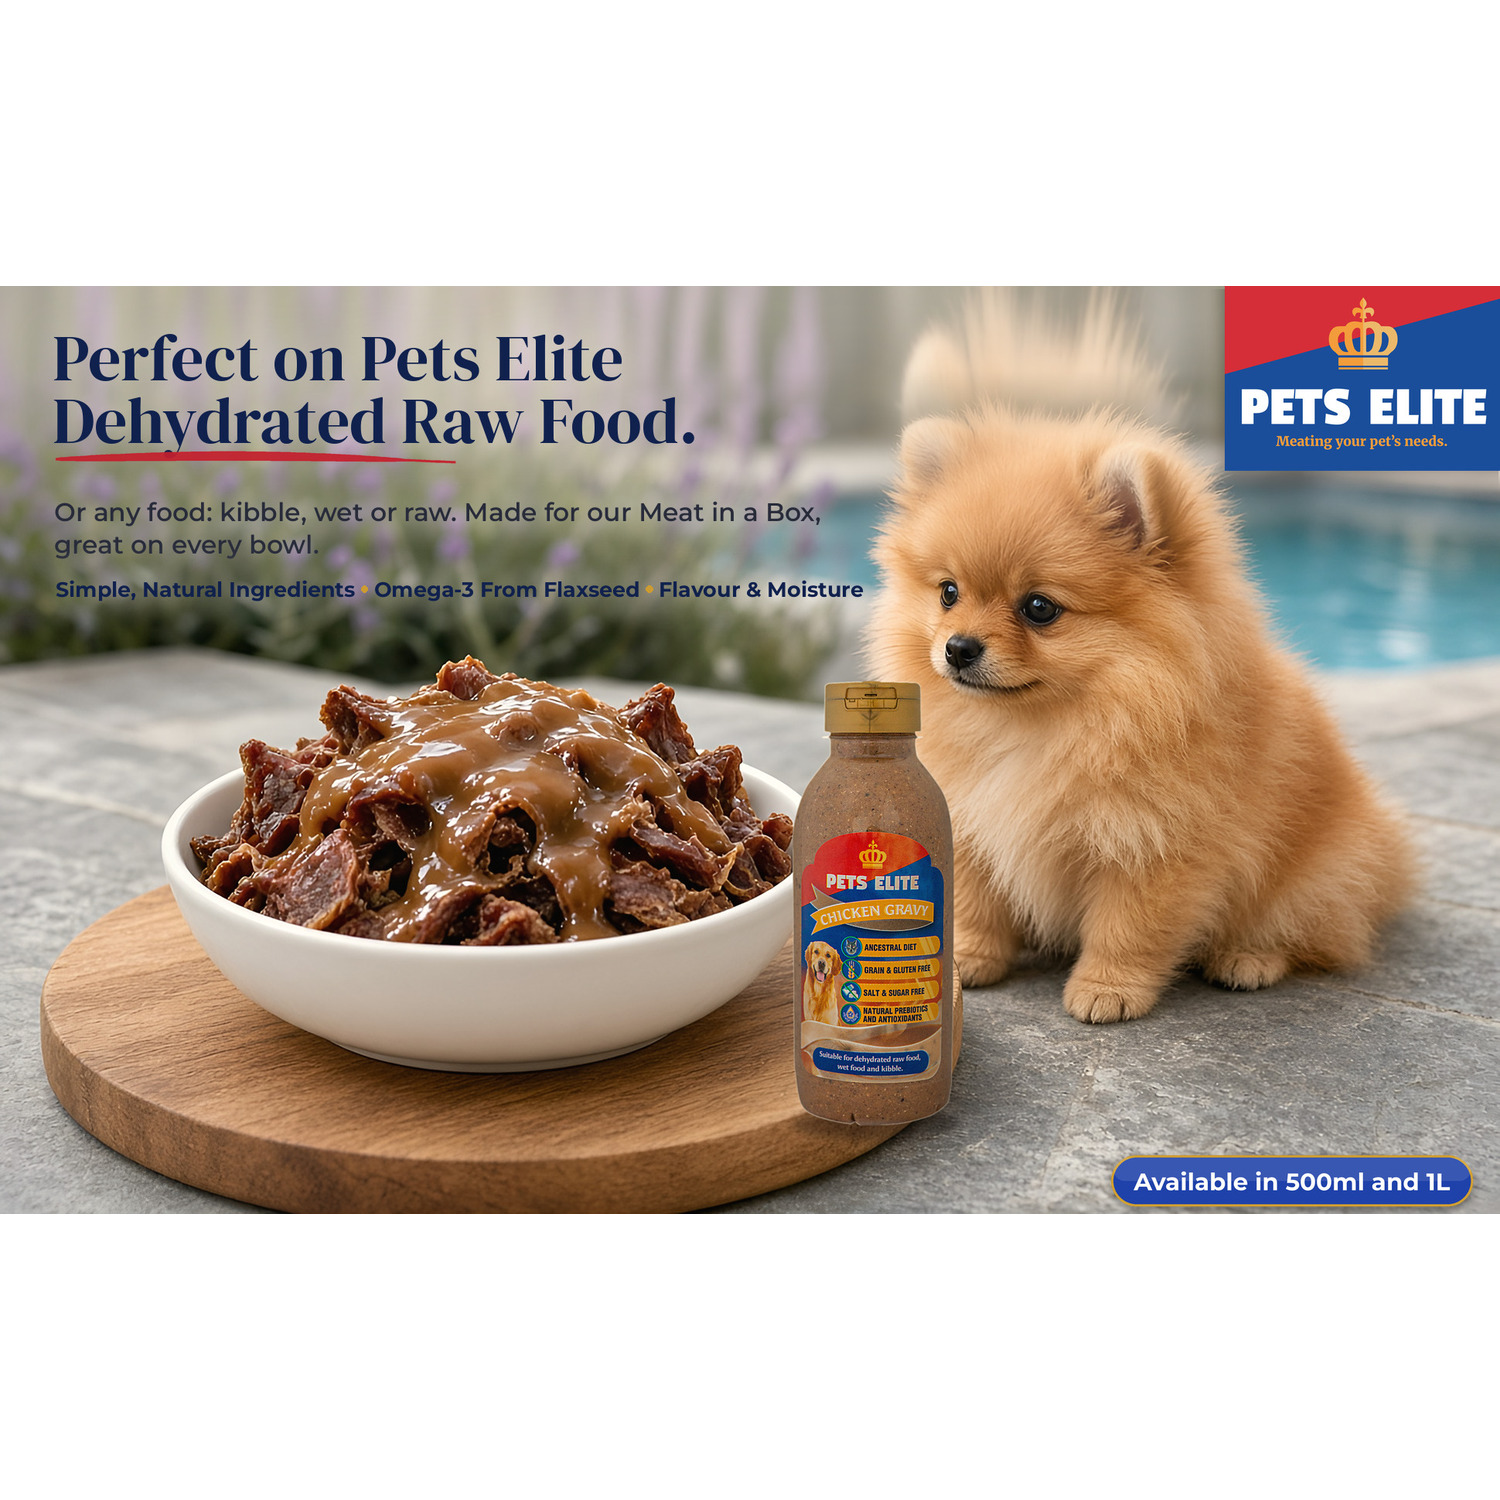 Perfect on Pets Elite
Dehydrated Raw Food.
Or any food: kibble, wet or raw. Made for our Meat in a Box,
great on every bowl.
Simple, Natural Ingredients • Omega-3 From Flaxseed • Flavour & Moisture
PETS ELITE
Meating your pet's needs.
PETS ELITE
CHICKEN GRAVY
ANCESTRAL DIET
GRAIN & GLUTEN FREE
SALT & SUGAR FREE
NATURAL PREBIOTICS
AND ANTIOXIDANTS
Suitable for dehydrated raw food,
wet food and kibble.
Available in 500ml and 1L